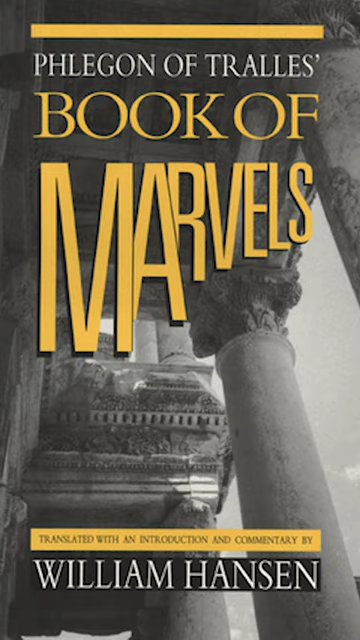 PHLEGON OF TRALLES'
BOOK OF
MARVELS
TRANSLATED WITH AN INTRODUCTION AND COMMENTARY BY
WILLIAM HANSEN